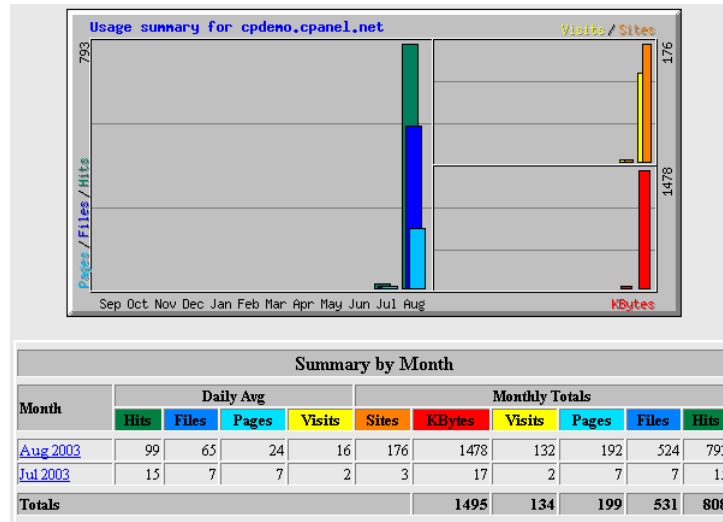 Usage summary for cpdemo.cpanel.net
Visits / Sites
793
176
Pages / Files / Hits
1478
Sep Oct Nov Dec Jan Feb Mar Apr May Jun Jul Aug
KBytes
Summary by Month
Month Daily Avg Monthly Totals
Hits Files Pages Visits Sites KBytes Visits Pages Files Hits
Aug 2003 99 65 24 16 176 1478 132 192 524
Jul 2003 15 7 7 2 3 17 2 7 7
Totals 1495 134 199 531 808